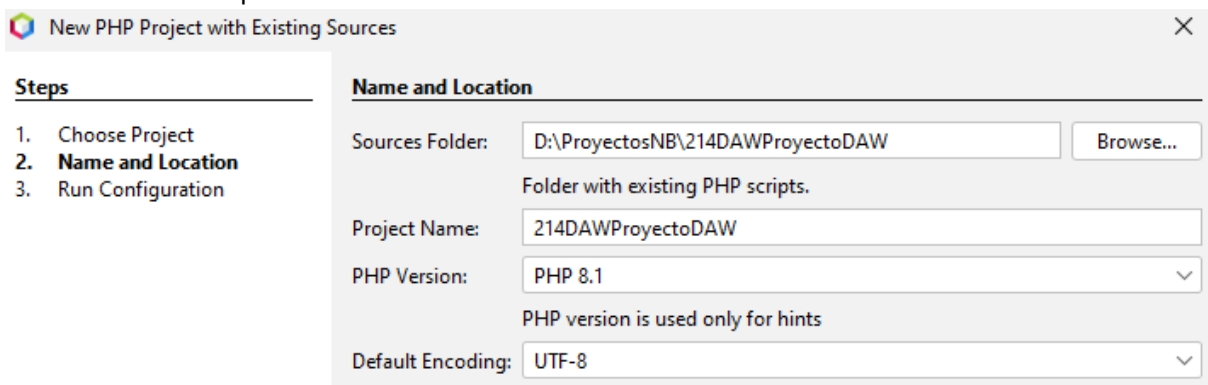 New PHP Project with Existing Sources
Steps
1. Choose Project
2. Name and Location
3. Run Configuration
Name and Location
Sources Folder: D:\ProyectosNB\214DAWProyectoDAW Browse...
Folder with existing PHP scripts.
Project Name: 214DAWProyectoDAW
PHP Version: PHP 8.1
PHP version is used only for hints
Default Encoding: UTF-8